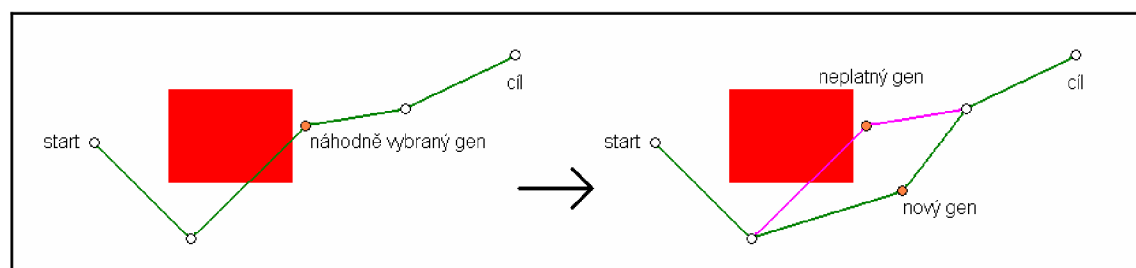 cíl
start
náhodně vybraný gen
neplatný gen
cíl
start
nový gen